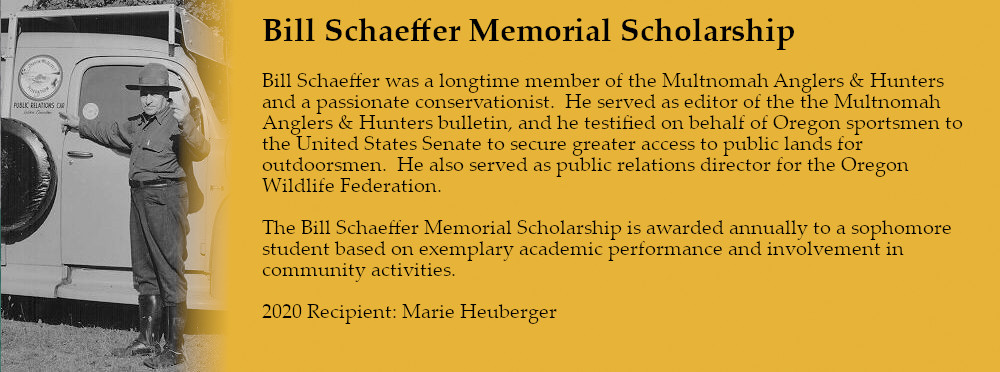 Bill Schaeffer Memorial Scholarship
Bill Schaeffer was a longtime member of the Multnomah Anglers & Hunters
and a passionate conservationist.  He served as editor of the the Multnomah
Anglers & Hunters bulletin, and he testified on behalf of Oregon sportsmen to
the United States Senate to secure greater access to public lands for
outdoorsmen.  He also served as public relations director for the Oregon
Wildlife Federation.
The Bill Schaeffer Memorial Scholarship is awarded annually to a sophomore
student based on exemplary academic performance and involvement in
community activities.
2020 Recipient: Marie Heuberger
PUBLIC RELATIONS CAR